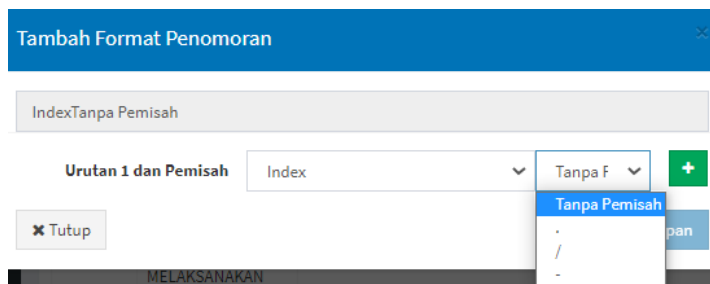 Tambah Format Penomoran
×
IndexTanpa Pemisah
Urutan 1 dan Pemisah Index Tanpa F +
Tanpa Pemisah
.
/
-
✖ Tutup pan
MELAKSANAKAN